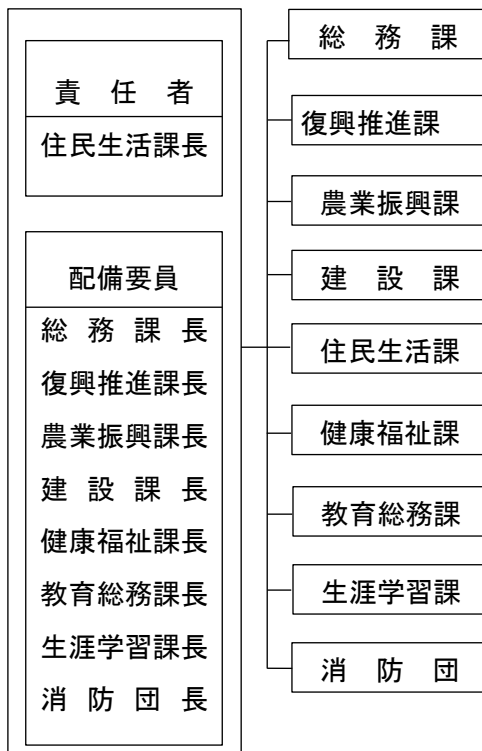 責任者
住民生活課長
配備要員
総務課長
復興推進課長
農業振興課長
建設課長
健康福祉課長
教育総務課長
生涯学習課長
消防団長
総務課
復興推進課
農業振興課
建設課
住民生活課
健康福祉課
教育総務課
生涯学習課
消防団